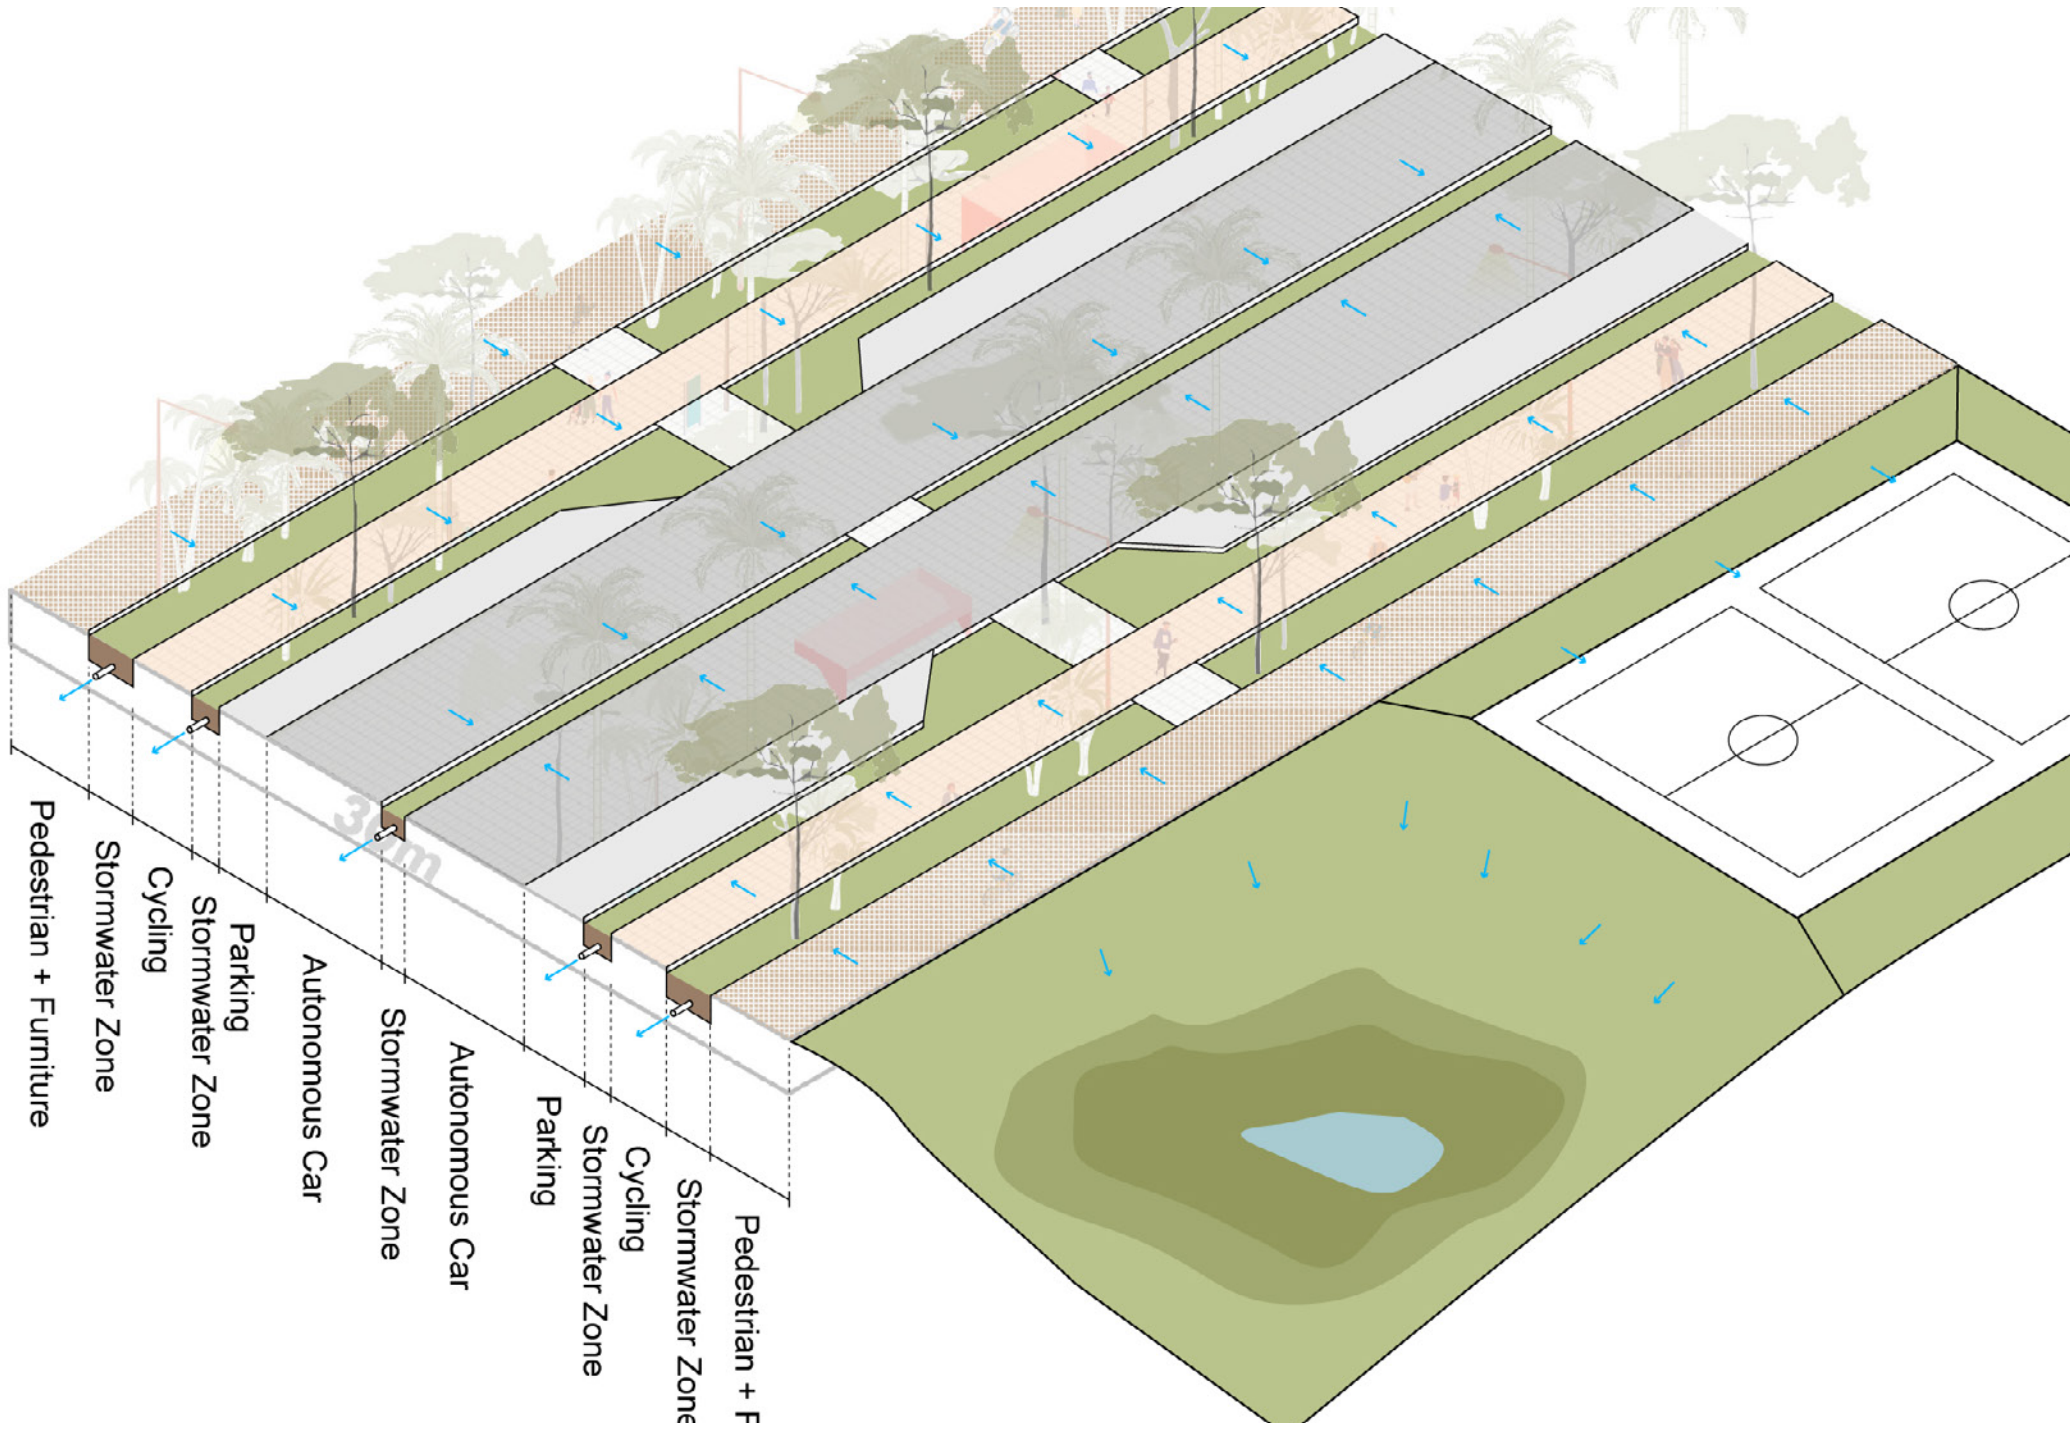 Pedestrian + Furniture
Stormwater Zone
Cycling
Stormwater Zone
Parking
Autonomous Car
Stormwater Zone
Autonomous Car
Parking
Stormwater Zone
Cycling
Stormwater Zone
Pedestrian +